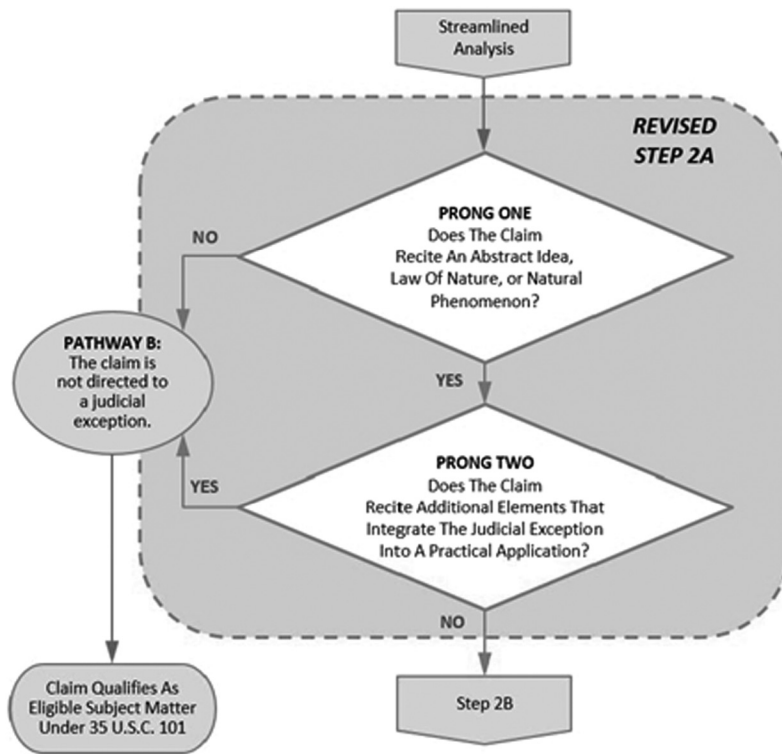 Streamlined
Analysis
REVISED
STEP 2A
PRONG ONE
Does The Claim
Recite An Abstract Idea,
Law Of Nature, or Natural
Phenomenon?
NO
PATHWAY B:
The claim is
not directed to
a judicial
exception.
YES
PRONG TWO
Does The Claim
Recite Additional Elements That
Integrate The Judicial Exception
Into A Practical Application?
YES
NO
Claim Qualifies As
Eligible Subject Matter
Under 35 U.S.C. 101
Step 2B